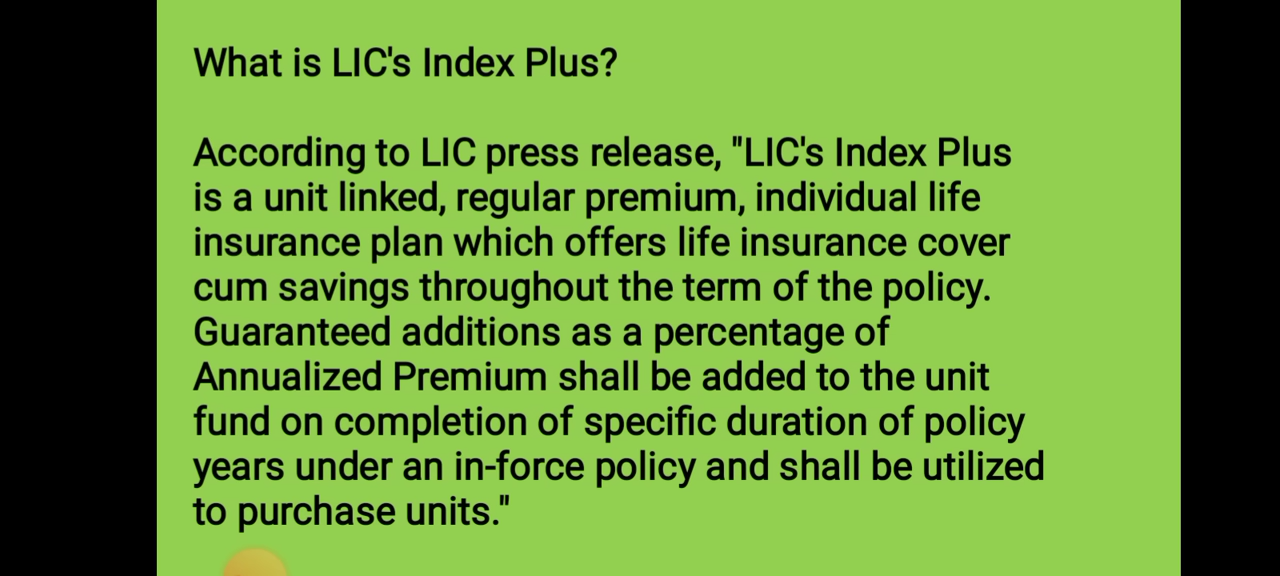 What is LIC's Index Plus?
According to LIC press release, "LIC's Index Plus
is a unit linked, regular premium, individual life
insurance plan which offers life insurance cover
cum savings throughout the term of the policy.
Guaranteed additions as a percentage of
Annualized Premium shall be added to the unit
fund on completion of specific duration of policy
years under an in-force policy and shall be utilized
to purchase units."